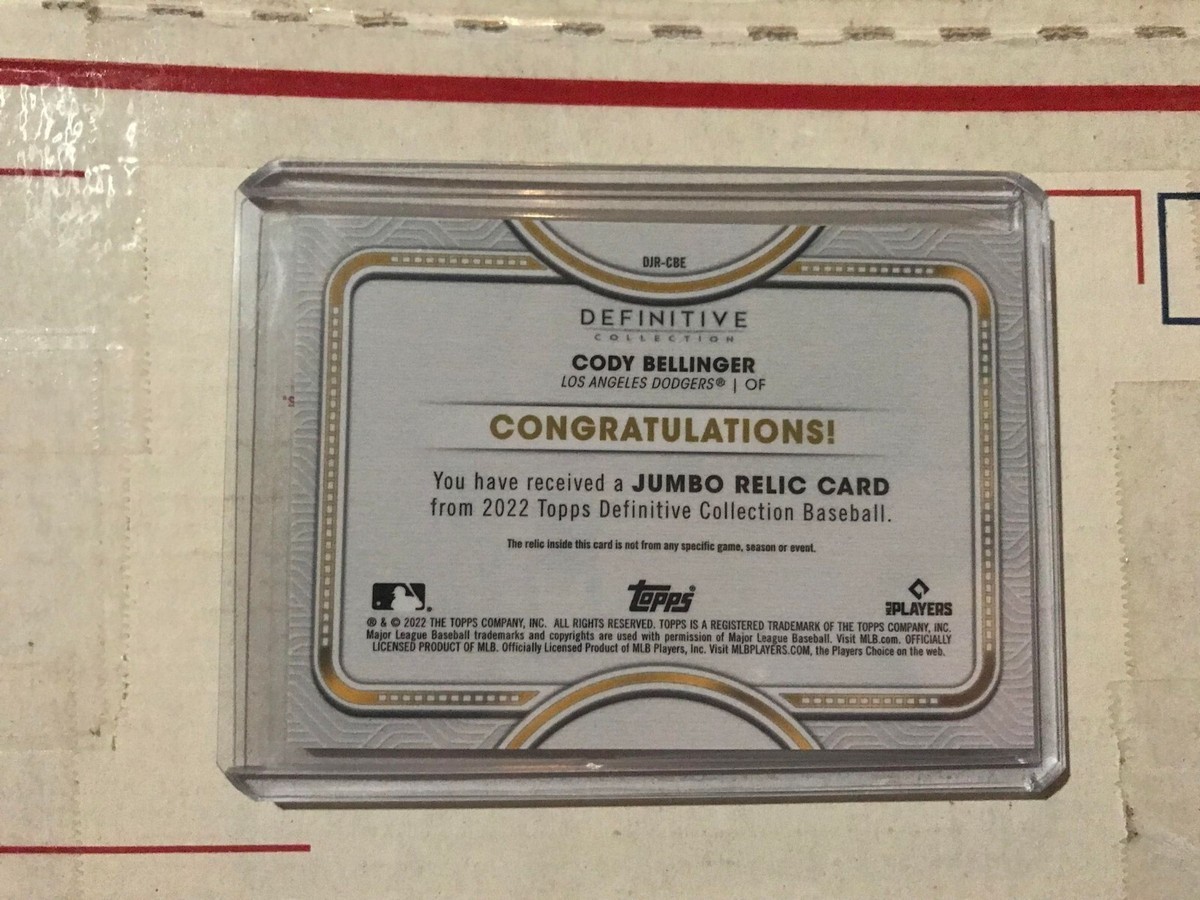 DJR-CBE
DEFINITIVE
COLLECTION
CODY BELLINGER
LOS ANGELES DODGERS® | OF
CONGRATULATIONS!
You have received a JUMBO RELIC CARD
from 2022 Topps Definitive Collection Baseball.
The relic inside this card is not from any specific game, season or event.
topps®
MLB PLAYERS
® & © 2022 THE TOPPS COMPANY, INC. ALL RIGHTS RESERVED. TOPPS IS A REGISTERED TRADEMARK OF THE TOPPS COMPANY, INC.
Major League Baseball trademarks and copyrights are used with permission of Major League Baseball. Visit MLB.com. OFFICIALLY
LICENSED PRODUCT OF MLB. Officially Licensed Product of MLB Players, Inc. Visit MLBPLAYERS.COM, the Players Choice on the web.